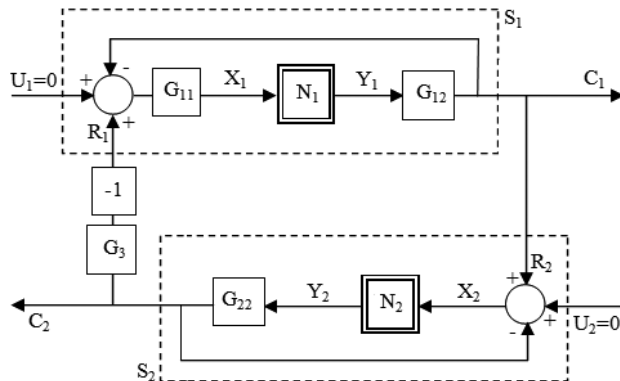 S₁
U₁=0 + - + G₁₁ X₁ N₁ Y₁ G₁₂ C₁
R₁
-1
G₃
R₂
C₂ G₂₂ Y₂ N₂ X₂ + - + U₂=0
S₂